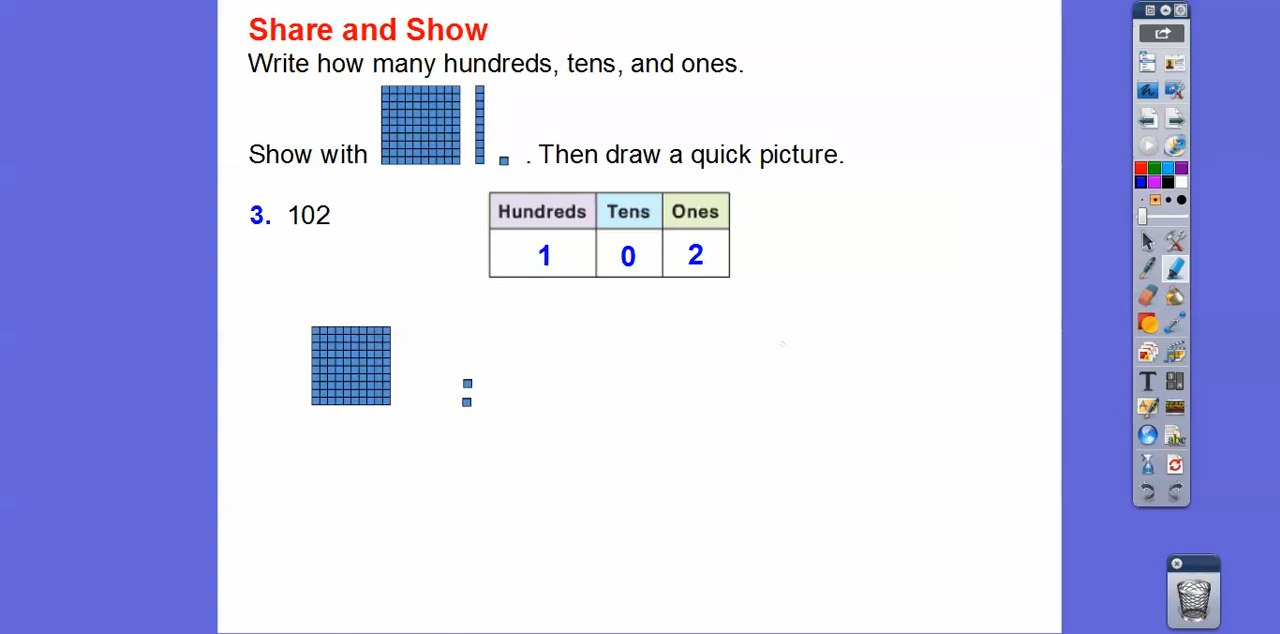 Share and Show
Write how many hundreds, tens, and ones.
Show with . Then draw a quick picture.
3. 102
Hundreds Tens Ones
1 0 2